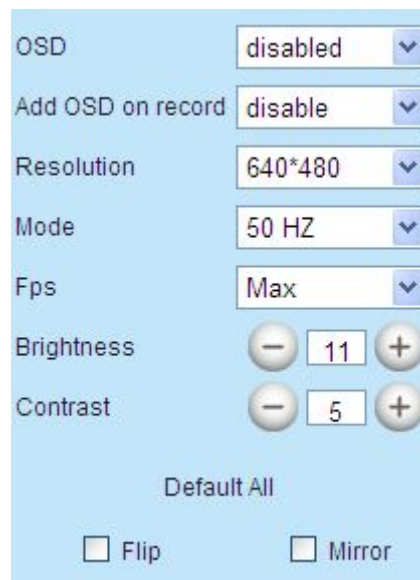 OSD disabled
Add OSD on record disable
Resolution 640*480
Mode 50 HZ
Fps Max
Brightness − 11 +
Contrast − 5 +
Default All
Flip Mirror